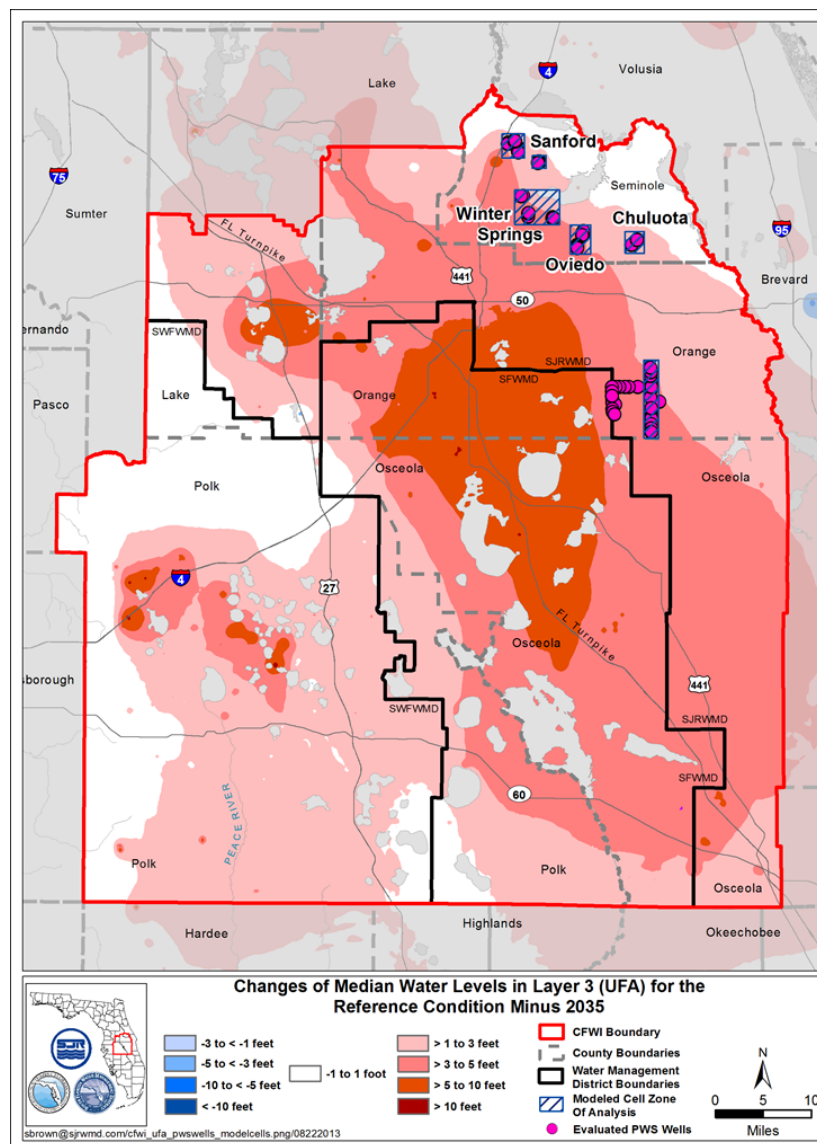 Lake
Volusia
4
Sanford
75
Seminole
Sumter
Winter
Springs
Chuluota
FL Turnpike
95
Oviedo
441
Brevard
50
ernando
SWFWMD
SJRWMD
Orange
SFWMD
Pasco
Lake
Orange
Osceola
Osceola
Polk
4
27
FL Turnpike
Osceola
sborough
441
SWFWMD
SJRWMD
SFWMD
PEACE RIVER
60
Polk
Polk
Osceola
Highlands
Hardee
Okeechobee
Changes of Median Water Levels in Layer 3 (UFA) for the
Reference Condition Minus 2035
-3 to < -1 feet
-5 to < -3 feet
-10 to < -5 feet
< -10 feet
-1 to 1 foot
> 1 to 3 feet
> 3 to 5 feet
> 5 to 10 feet
> 10 feet
CFWI Boundary
County Boundaries
Water Management
District Boundaries
Modeled Cell Zone
Of Analysis
Evaluated PWS Wells
N
0 5 10
Miles
SJR
sbrown@sjrwmd.com/cfwi_ufa_pwswells_modelcells.png/08222013